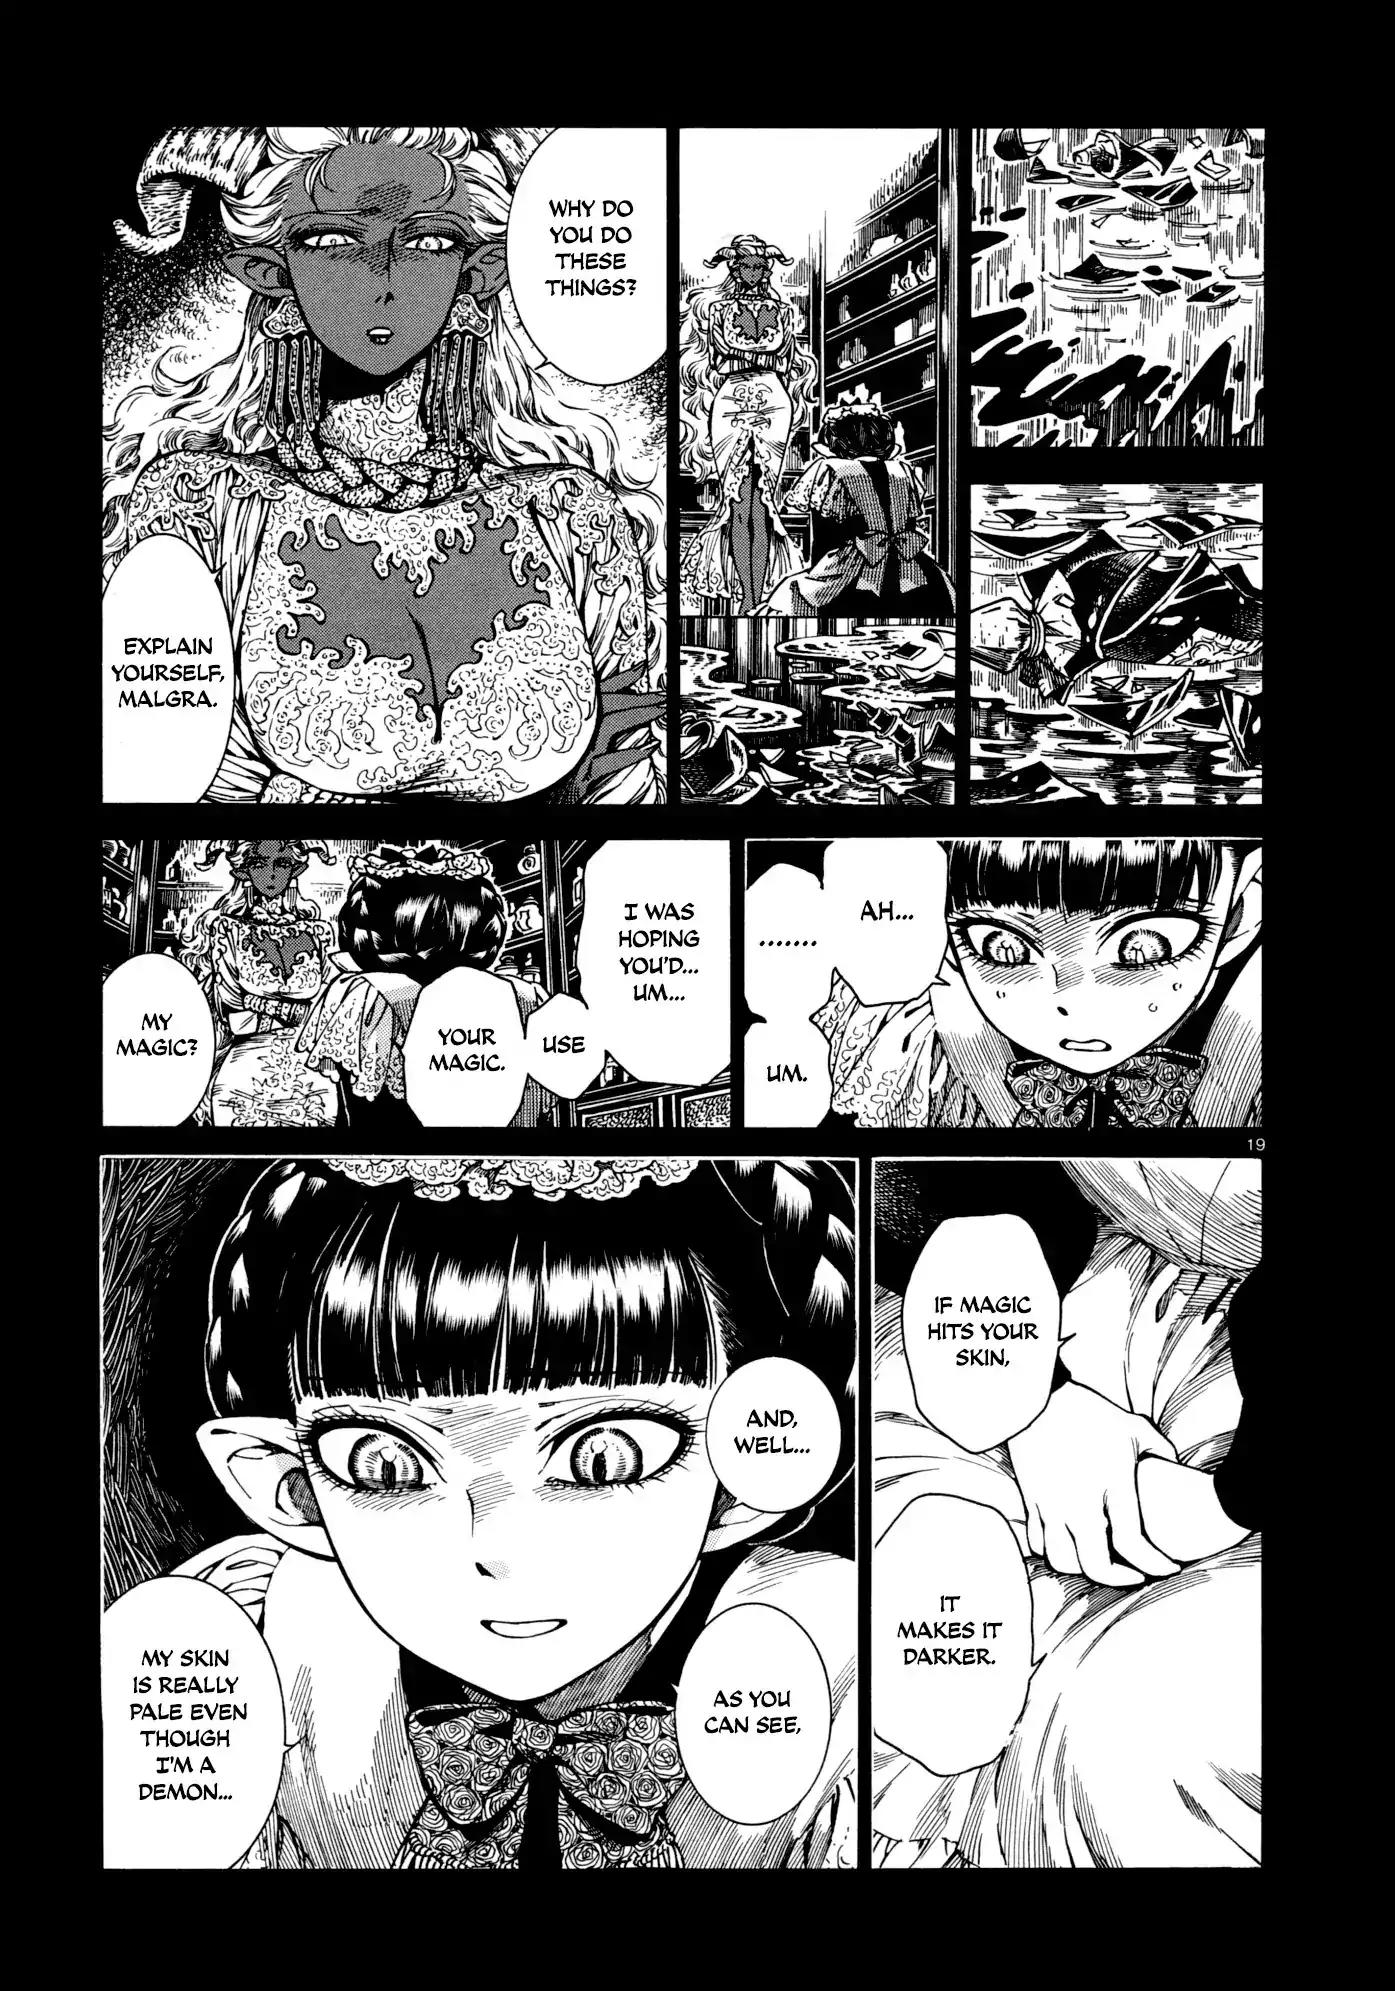 WHY DO
YOU DO
THESE
THINGS?
EXPLAIN
YOURSELF,
MALGRA.
AH...
.......
UM.
I WAS
HOPING
YOU'D...
UM...
USE
YOUR
MAGIC.
MY
MAGIC?
19
IF MAGIC
HITS YOUR
SKIN,
IT
MAKES IT
DARKER.
AND,
WELL...
AS YOU
CAN SEE,
MY SKIN
IS REALLY
PALE EVEN
THOUGH
I'M A
DEMON...